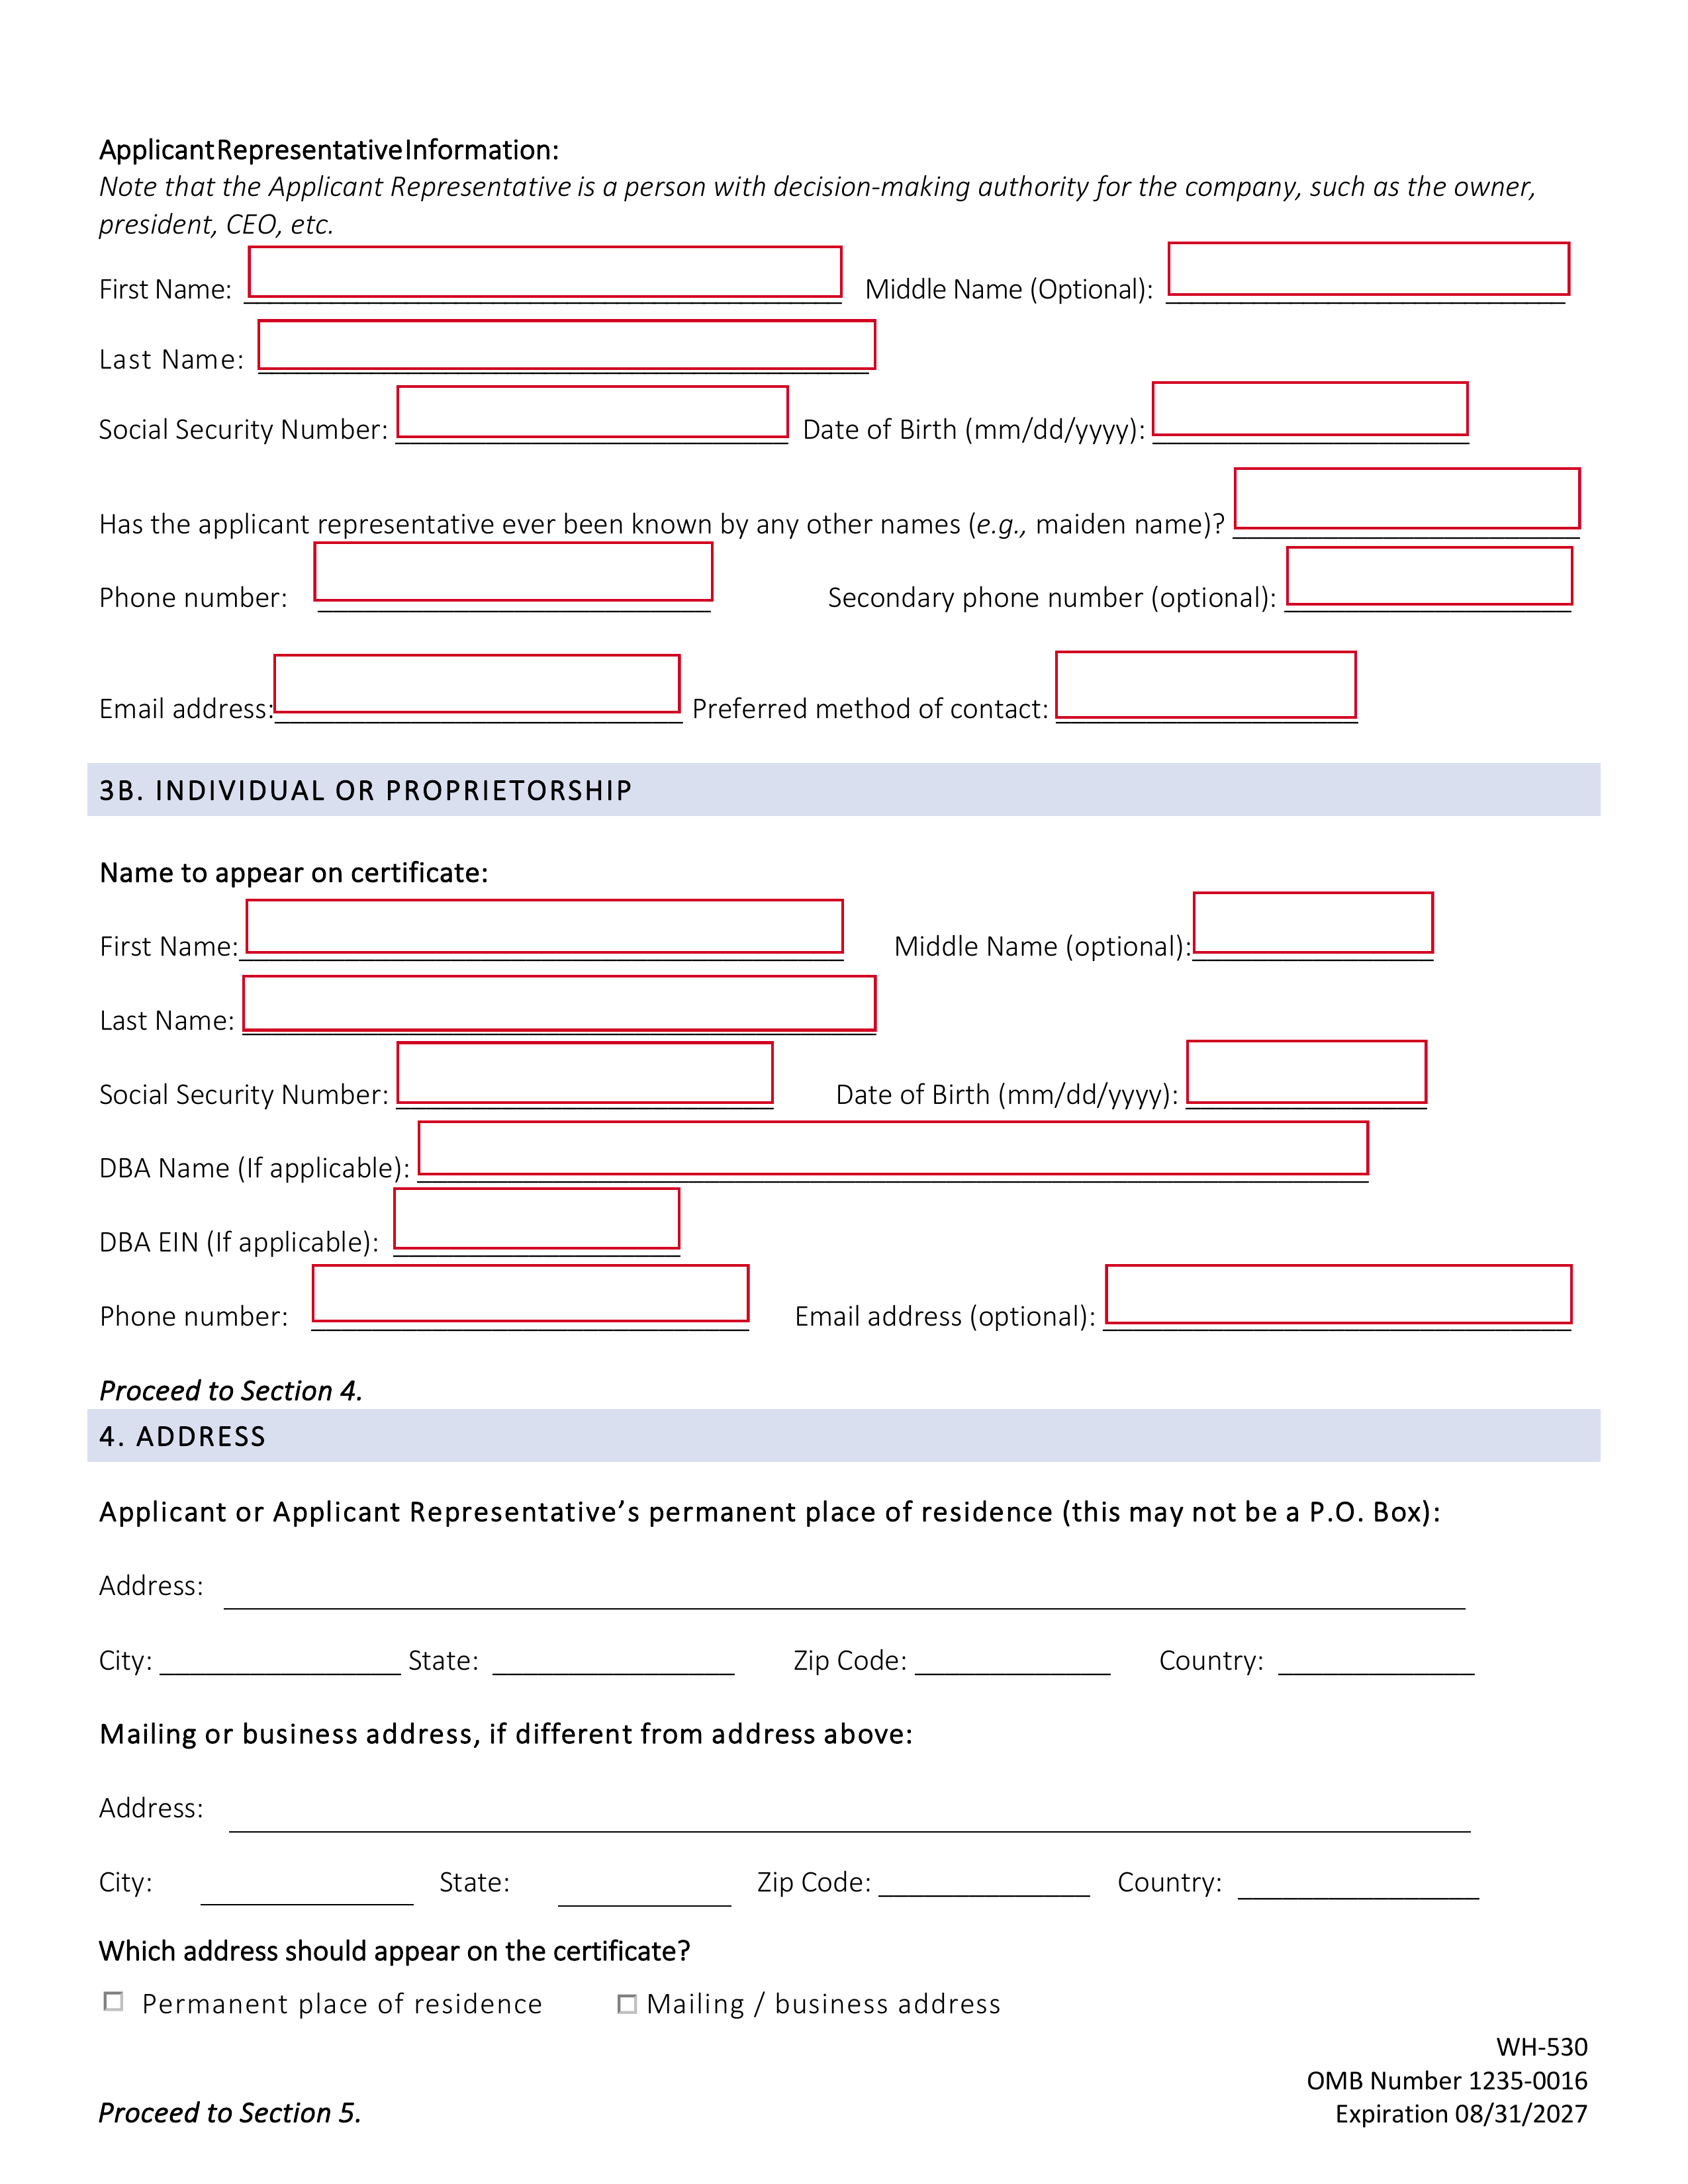 Applicant Representative Information:
Note that the Applicant Representative is a person with decision-making authority for the company, such as the owner,
president, CEO, etc.
First Name: Middle Name (Optional):
Last Name:
Social Security Number: Date of Birth (mm/dd/yyyy):
Has the applicant representative ever been known by any other names (e.g., maiden name)?
Phone number: Secondary phone number (optional):
Email address: Preferred method of contact:
3B. INDIVIDUAL OR PROPRIETORSHIP
Name to appear on certificate:
First Name: Middle Name (optional):
Last Name:
Social Security Number: Date of Birth (mm/dd/yyyy):
DBA Name (If applicable):
DBA EIN (If applicable):
Phone number: Email address (optional):
Proceed to Section 4.
4. ADDRESS
Applicant or Applicant Representative’s permanent place of residence (this may not be a P.O. Box):
Address:
City: State: Zip Code: Country:
Mailing or business address, if different from address above:
Address:
City: State: Zip Code: Country:
Which address should appear on the certificate?
Permanent place of residence Mailing / business address
WH-530
OMB Number 1235-0016
Expiration 08/31/2027
Proceed to Section 5.